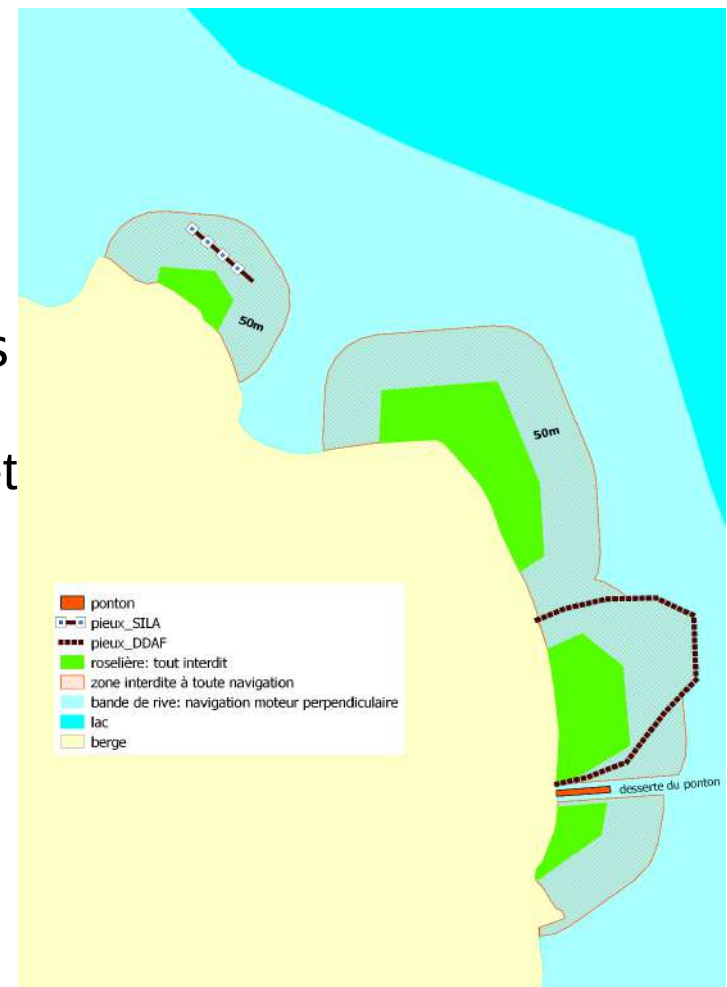 50m
s
50m
et
ponton
pieux_SILA
pieux_DDAF
roselière: tout interdit
zone interdite à toute navigation
bande de rive: navigation moteur perpendiculaire
lac
berge
desserte du ponton